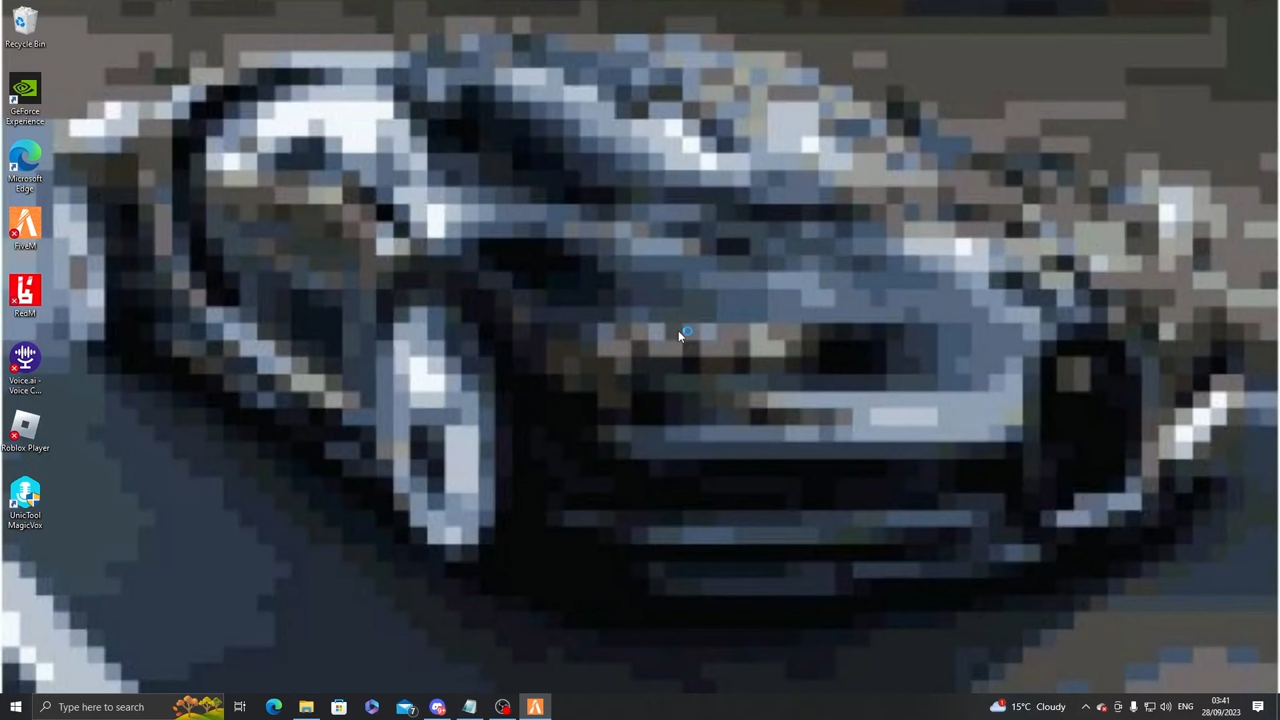 Recycle Bin
GeForce
Experience
Microsoft
Edge
FiveM
RedM
Voice.ai -
Voice C...
Roblox Player
UnicTool
MagicVox
Type here to search
7
15°C Cloudy
ENG
03:41
28/09/2023